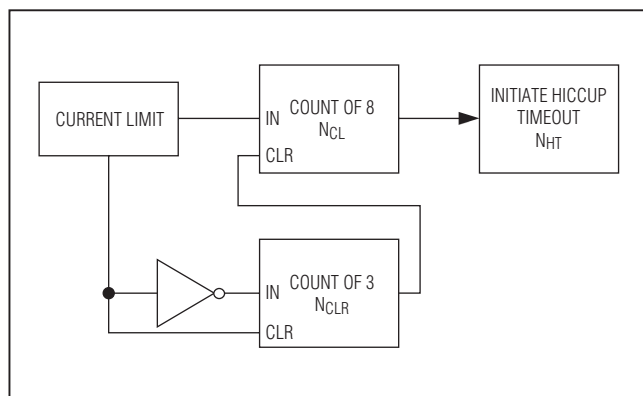 CURRENT LIMIT
IN
CLR
COUNT OF 8
NCL
INITIATE HICCUP
TIMEOUT
NHT
IN
CLR
COUNT OF 3
NCLR